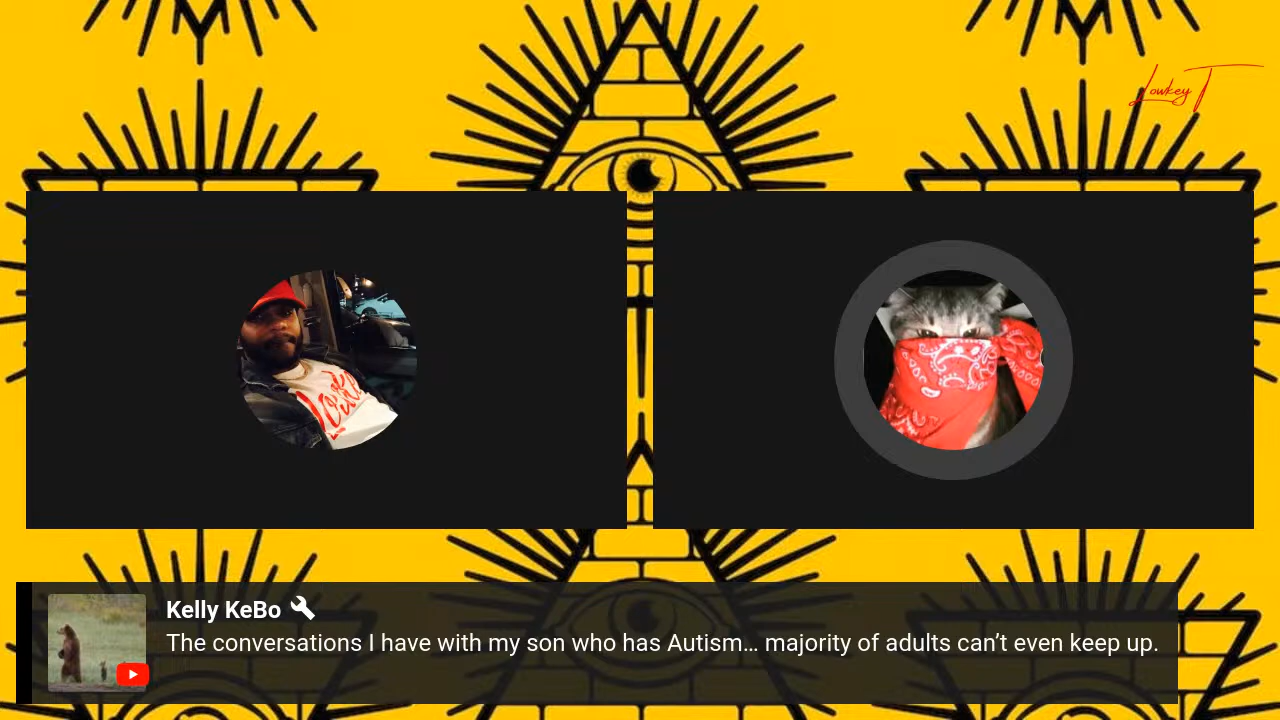 Lowkey T
Kelly KeBo
The conversations I have with my son who has Autism… majority of adults can’t even keep up.